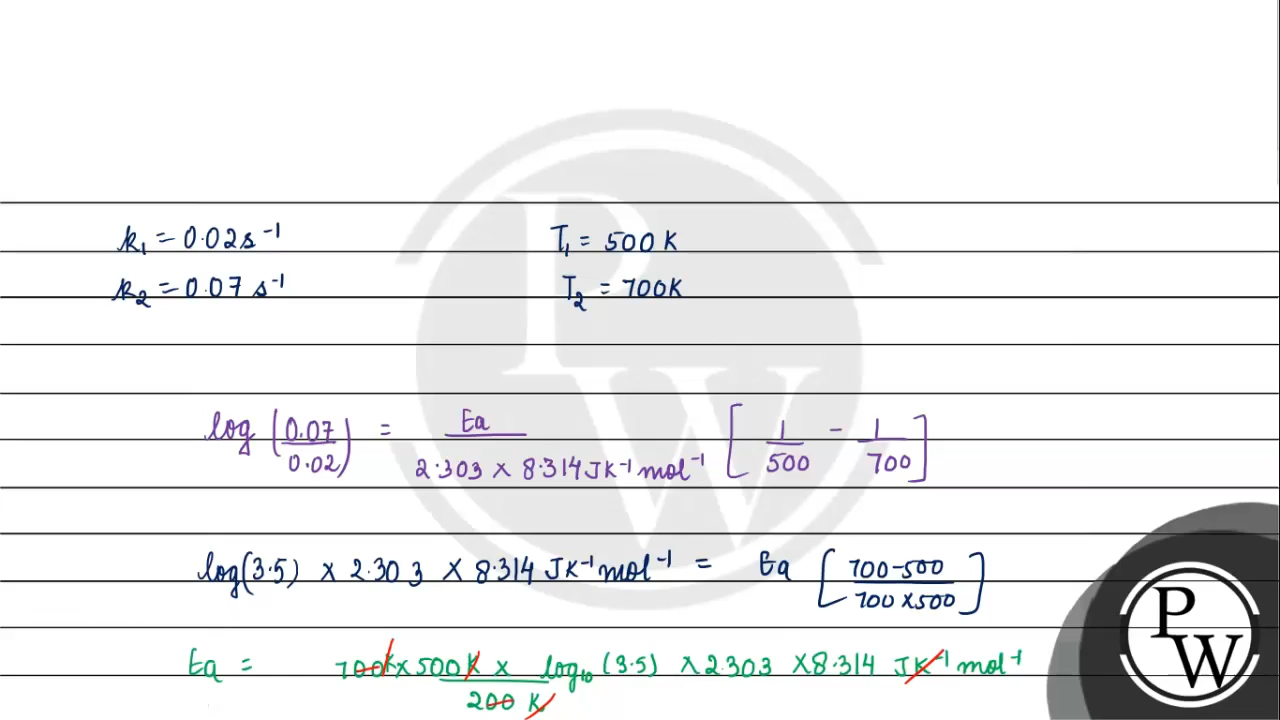 k₁ = 0.02 s⁻¹ T₁ = 500 K
k₂ = 0.07 s⁻¹ T₂ = 700K
log (0.07/0.02) = Ea/(2.303 × 8.314 JK⁻¹ mol⁻¹) [1/500 − 1/700]
log(3.5) × 2.303 × 8.314 JK⁻¹ mol⁻¹ = Ea [(700-500)/(700×500)]
Ea = (700K × 500K × log₁₀ (3.5) × 2.303 × 8.314 JK⁻¹ mol⁻¹)/(200 K)
PW
PW